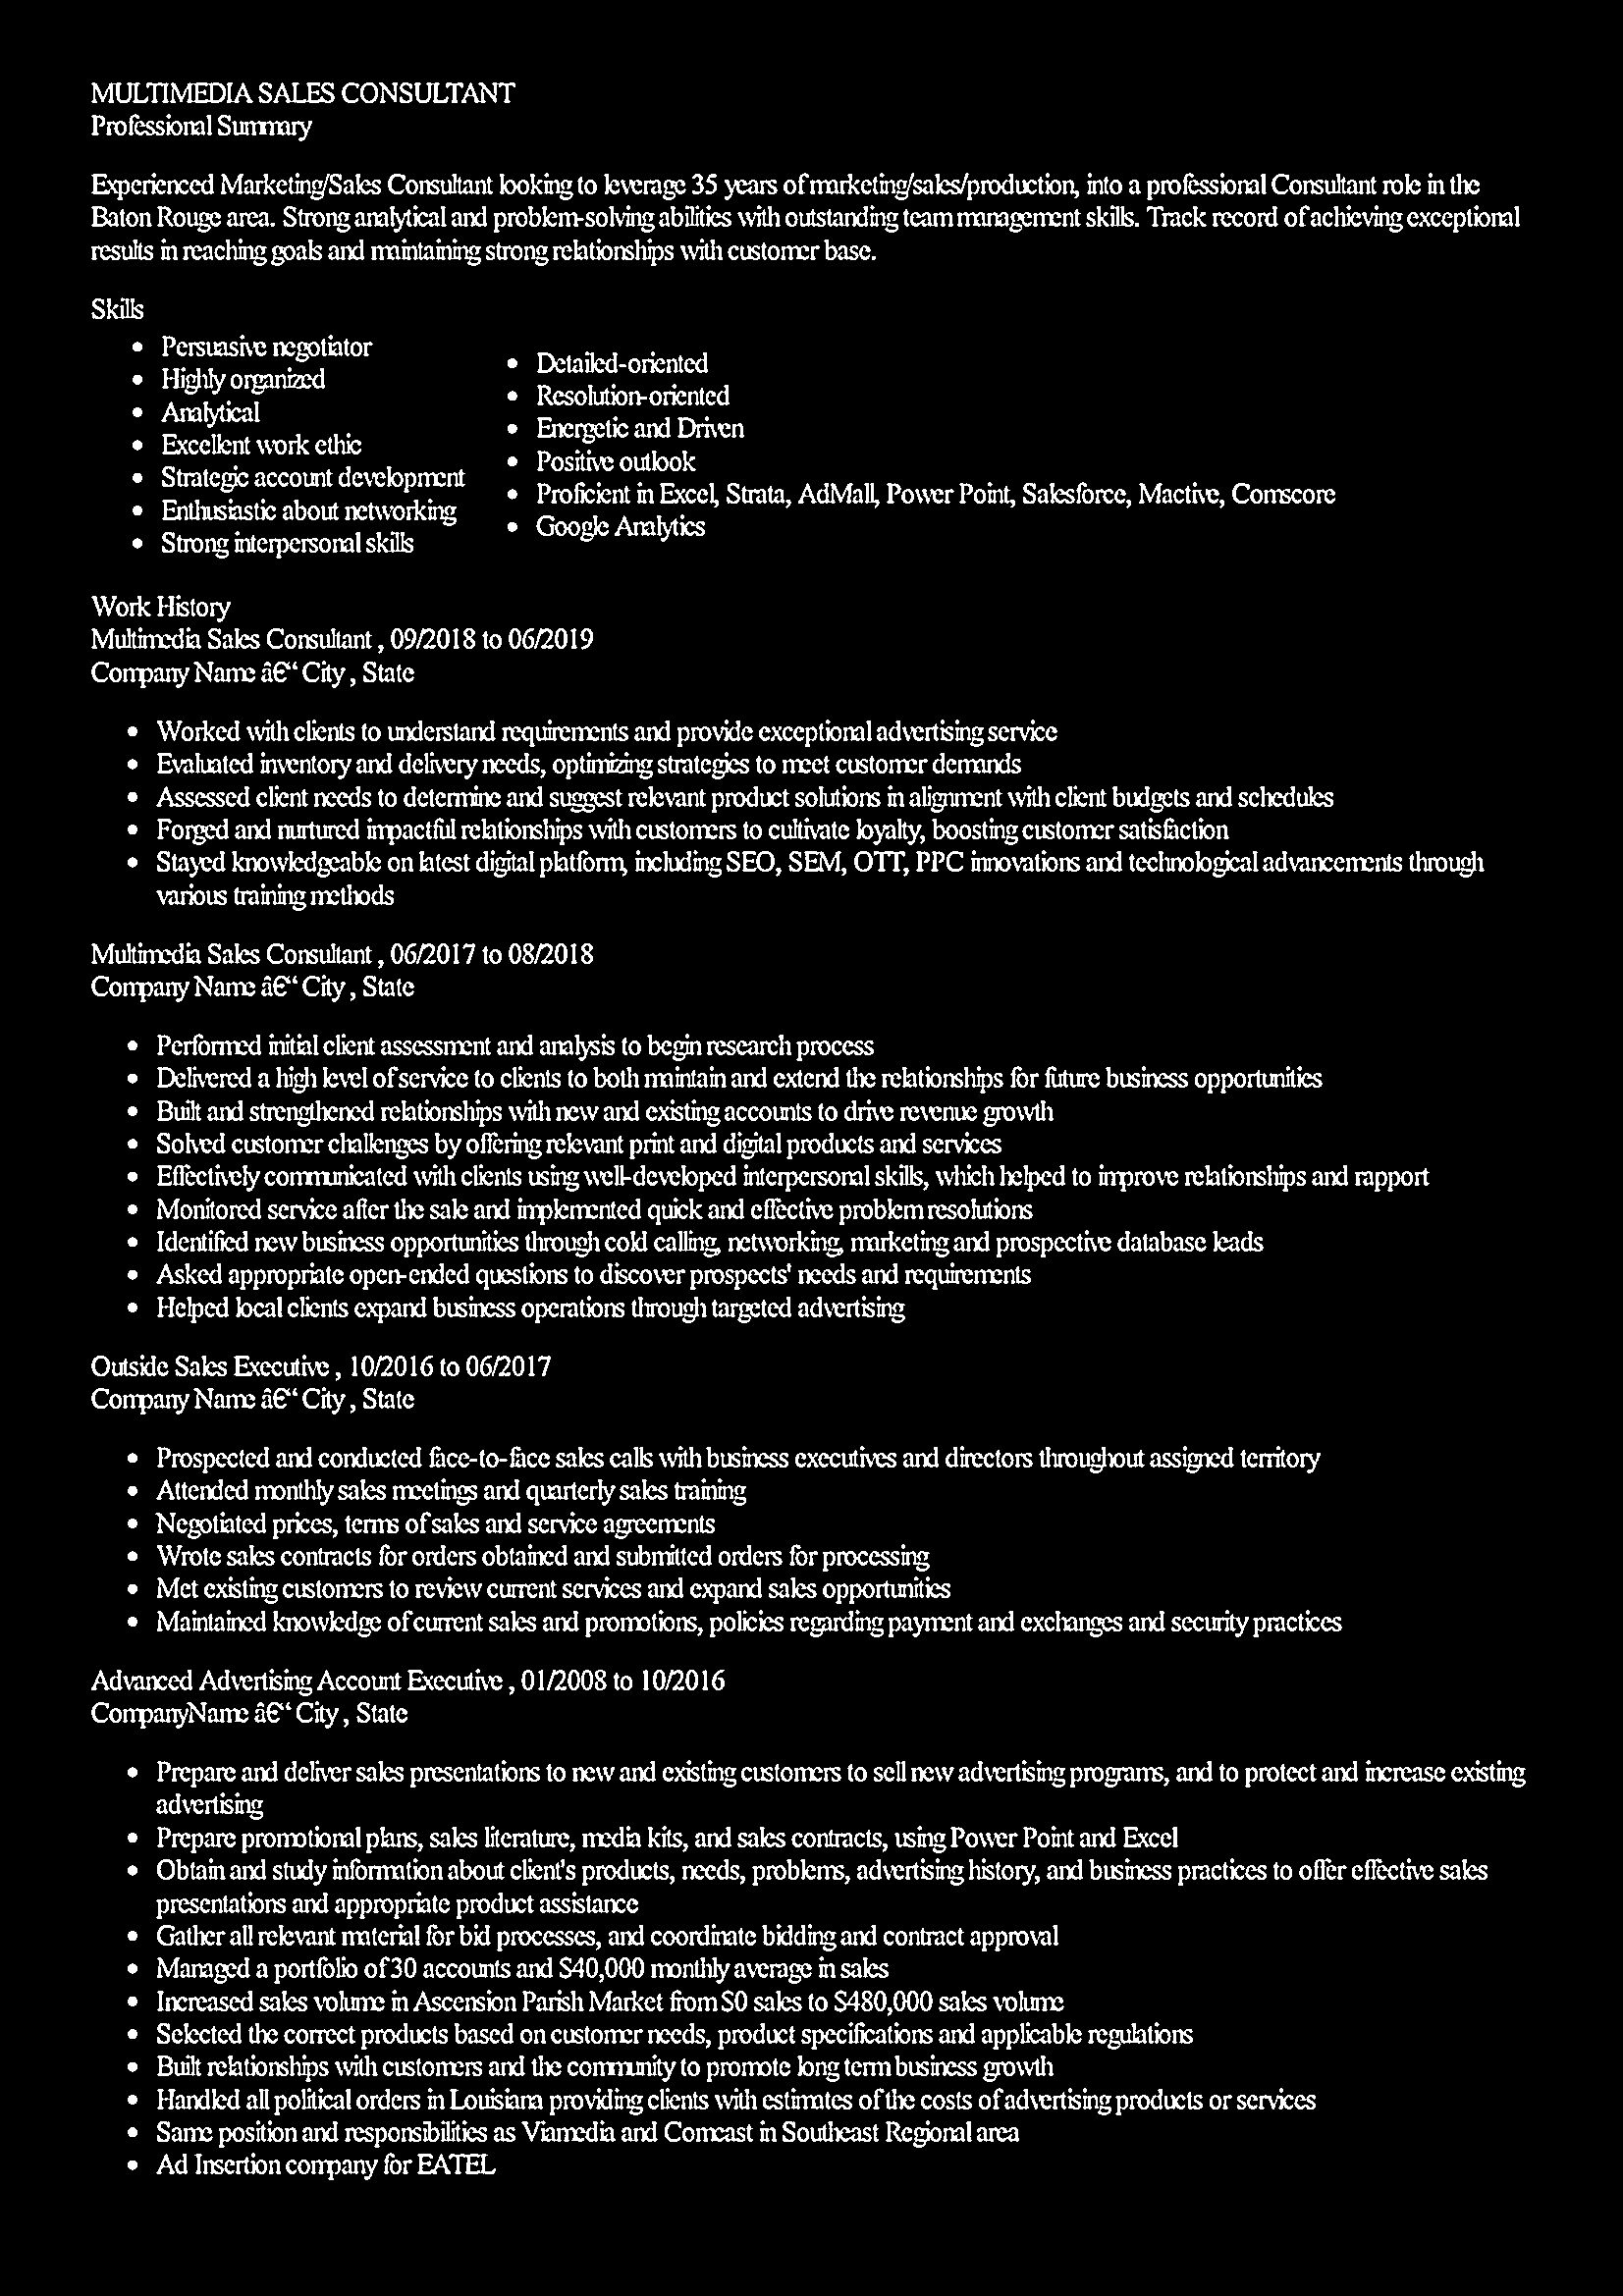 MULTIMEDIA SALES CONSULTANT
Professional Summary
Experienced Marketing/Sales Consultant looking to leverage 35 years of marketing/sales/production, into a professional Consultant role in the
Baton Rouge area. Strong analytical and problem-solving abilities with outstanding team management skills. Track record of achieving exceptional
results in reaching goals and maintaining strong relationships with customer base.
Skills
• Persuasive negotiator
• Highly organized
• Analytical
• Excellent work ethic
• Strategic account development
• Enthusiastic about networking
• Strong interpersonal skills
• Detailed-oriented
• Resolution-oriented
• Energetic and Driven
• Positive outlook
• Proficient in Excel, Strata, AdMall, Power Point, Salesforce, Mactive, Comscore
• Google Analytics
Work History
Multimedia Sales Consultant , 09/2018 to 06/2019
Company Name â€“ City , State
• Worked with clients to understand requirements and provide exceptional advertising service
• Evaluated inventory and delivery needs, optimizing strategies to meet customer demands
• Assessed client needs to determine and suggest relevant product solutions in alignment with client budgets and schedules
• Forged and nurtured impactful relationships with customers to cultivate loyalty, boosting customer satisfaction
• Stayed knowledgeable on latest digital platform, including SEO, SEM, OTT, PPC innovations and technological advancements through
various training methods
Multimedia Sales Consultant , 06/2017 to 08/2018
Company Name â€“ City , State
• Performed initial client assessment and analysis to begin research process
• Delivered a high level of service to clients to both maintain and extend the relationships for future business opportunities
• Built and strengthened relationships with new and existing accounts to drive revenue growth
• Solved customer challenges by offering relevant print and digital products and services
• Effectively communicated with clients using well-developed interpersonal skills, which helped to improve relationships and rapport
• Monitored service after the sale and implemented quick and effective problem resolutions
• Identified new business opportunities through cold calling, networking, marketing and prospective database leads
• Asked appropriate open-ended questions to discover prospects' needs and requirements
• Helped local clients expand business operations through targeted advertising
Outside Sales Executive , 10/2016 to 06/2017
Company Name â€“ City , State
• Prospected and conducted face-to-face sales calls with business executives and directors throughout assigned territory
• Attended monthly sales meetings and quarterly sales training
• Negotiated prices, terms of sales and service agreements
• Wrote sales contracts for orders obtained and submitted orders for processing
• Met existing customers to review current services and expand sales opportunities
• Maintained knowledge of current sales and promotions, policies regarding payment and exchanges and security practices
Advanced Advertising Account Executive , 01/2008 to 10/2016
CompanyName â€“ City , State
• Prepare and deliver sales presentations to new and existing customers to sell new advertising programs, and to protect and increase existing
advertising
• Prepare promotional plans, sales literature, media kits, and sales contracts, using Power Point and Excel
• Obtain and study information about client's products, needs, problems, advertising history, and business practices to offer effective sales
presentations and appropriate product assistance
• Gather all relevant material for bid processes, and coordinate bidding and contract approval
• Managed a portfolio of 30 accounts and $40,000 monthly average in sales
• Increased sales volume in Ascension Parish Market from $0 sales to $480,000 sales volume
• Selected the correct products based on customer needs, product specifications and applicable regulations
• Built relationships with customers and the community to promote long term business growth
• Handled all political orders in Louisiana providing clients with estimates of the costs of advertising products or services
• Same position and responsibilities as Viamedia and Comcast in Southeast Regional area
• Ad Insertion company for EATEL